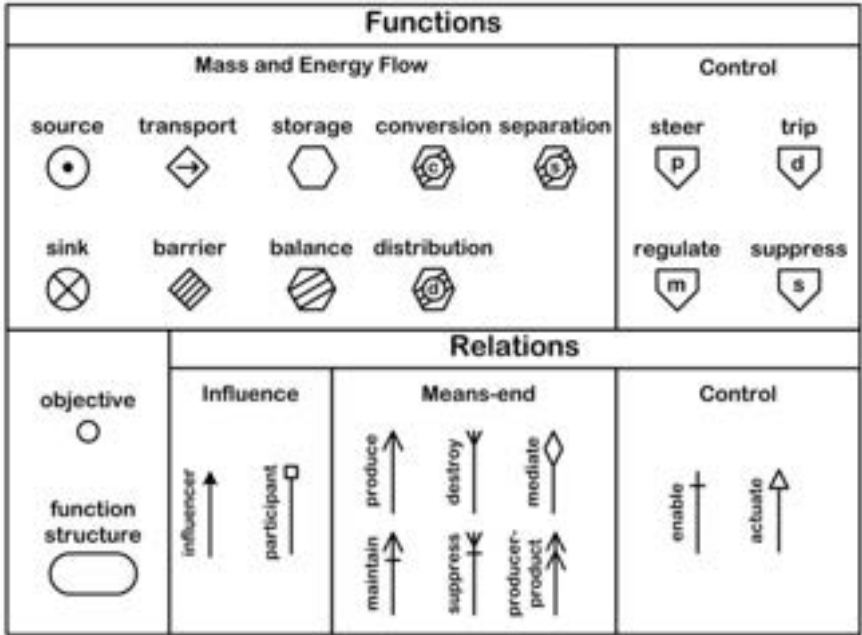 Functions
Mass and Energy Flow
Control
source transport storage conversion separation
c
s
steer trip
p
d
sink barrier balance distribution
d
regulate suppress
m
s
Relations
objective
function
structure
Influence
influencer
participant
Means-end
produce
destroy
mediate
maintain
suppress
producer-
product
Control
enable
actuate